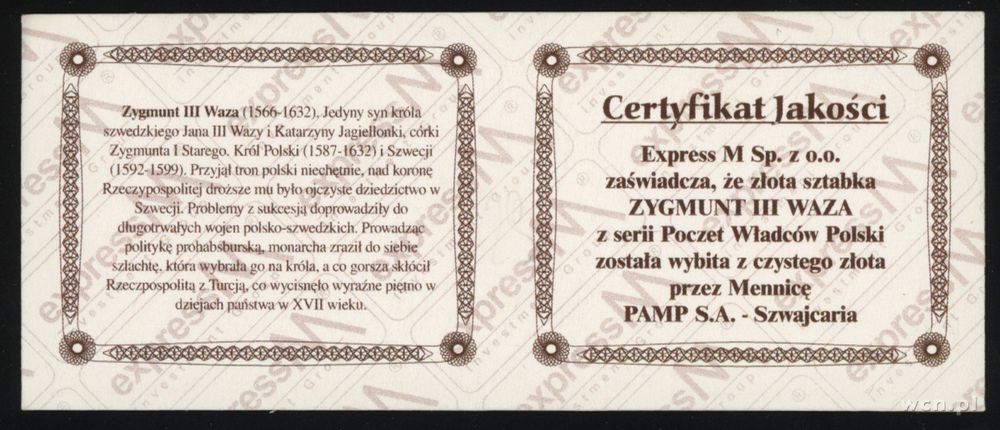 Zygmunt III Waza (1566-1632). Jedyny syn króla
szwedzkiego Jana III Wazy i Katarzyny Jagiellonki, córki
Zygmunta I Starego. Król Polski (1587-1632) i Szwecji
(1592-1599). Przyjął tron polski niechętnie, nad koronę
Rzeczypospolitej droższe mu było ojczyste dziedzictwo w
Szwecji. Problemy z sukcesją doprowadziły do
długotrwałych wojen polsko-szwedzkich. Prowadząc
politykę prohabsburską, monarcha zraził do siebie
szlachtę, która wybrała go na króla, a co gorsza skłócił
Rzeczpospolitą z Turcją, co wycisnęło wyraźne piętno w
dziejach państwa w XVII wieku.
Certyfikat Jakości
Express M Sp. z o.o.
zaświadcza, że złota sztabka
ZYGMUNT III WAZA
z serii Poczet Władców Polski
została wybita z czystego złota
przez Mennicę
PAMP S.A. - Szwajcaria
express M
Investment Group
wcn.pl